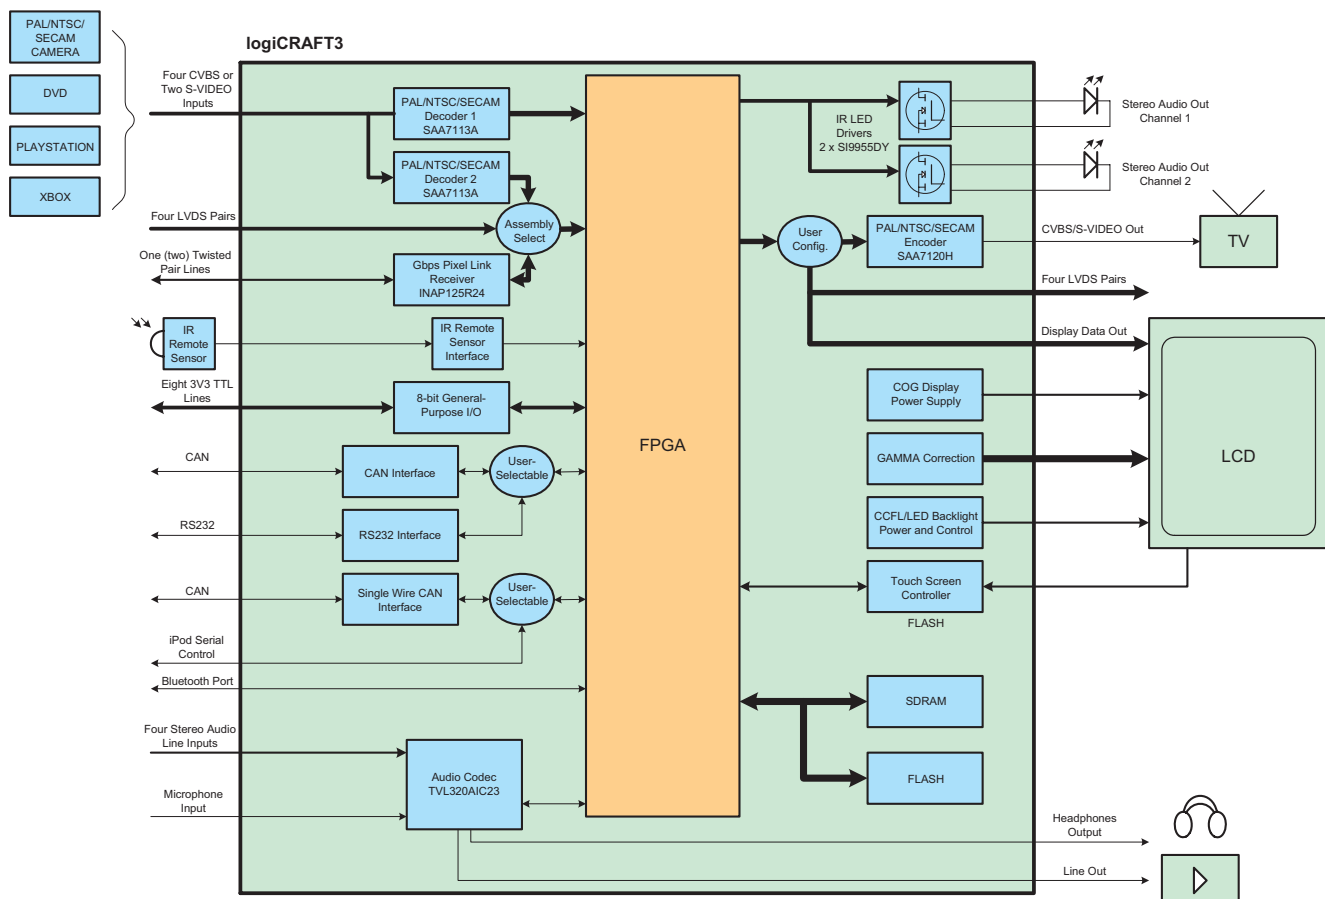 PAL/NTSC/
SECAM
CAMERA
DVD
PLAYSTATION
XBOX
logiCRAFT3
Four CVBS or
Two S-VIDEO
Inputs
PAL/NTSC/SECAM
Decoder 1
SAA7113A
PAL/NTSC/SECAM
Decoder 2
SAA7113A
Four LVDS Pairs
Assembly
Select
One (two) Twisted
Pair Lines
Gbps Pixel Link
Receiver
INAP125R24
IR
Remote
Sensor
IR Remote
Sensor
Interface
Eight 3V3 TTL
Lines
8-bit General-
Purpose I/O
CAN
CAN Interface
User-
Selectable
RS232
RS232 Interface
CAN
Single Wire CAN
Interface
User-
Selectable
iPod Serial
Control
Bluetooth Port
Four Stereo Audio
Line Inputs
Audio Codec
TVL320AIC23
Microphone
Input
FPGA
IR LED
Drivers
2 x SI9955DY
Stereo Audio Out
Channel 1
Stereo Audio Out
Channel 2
User
Config.
PAL/NTSC/SECAM
Encoder
SAA7120H
CVBS/S-VIDEO Out
TV
Four LVDS Pairs
Display Data Out
COG Display
Power Supply
GAMMA Correction
LCD
CCFL/LED Backlight
Power and Control
Touch Screen
Controller
FLASH
SDRAM
FLASH
Headphones
Output
Line Out